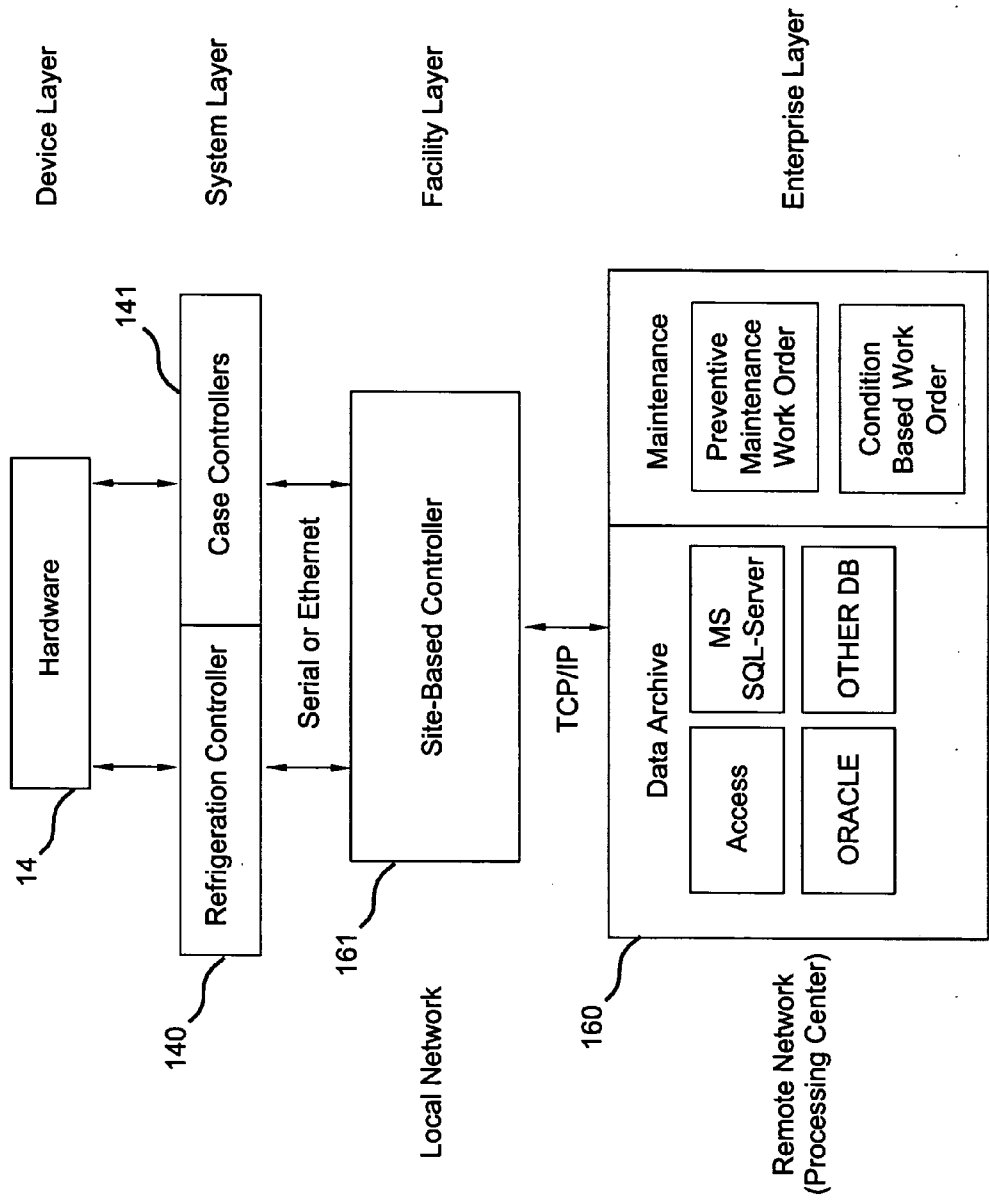 Device Layer
Hardware
14
System Layer
141
Refrigeration Controller
Case Controllers
140
Serial or Ethernet
Facility Layer
Site-Based Controller
161
Local Network
TCP/IP
Enterprise Layer
160
Data Archive
Access
MS
SQL-Server
ORACLE
OTHER DB
Maintenance
Preventive
Maintenance
Work Order
Condition
Based Work
Order
Remote Network
(Processing Center)